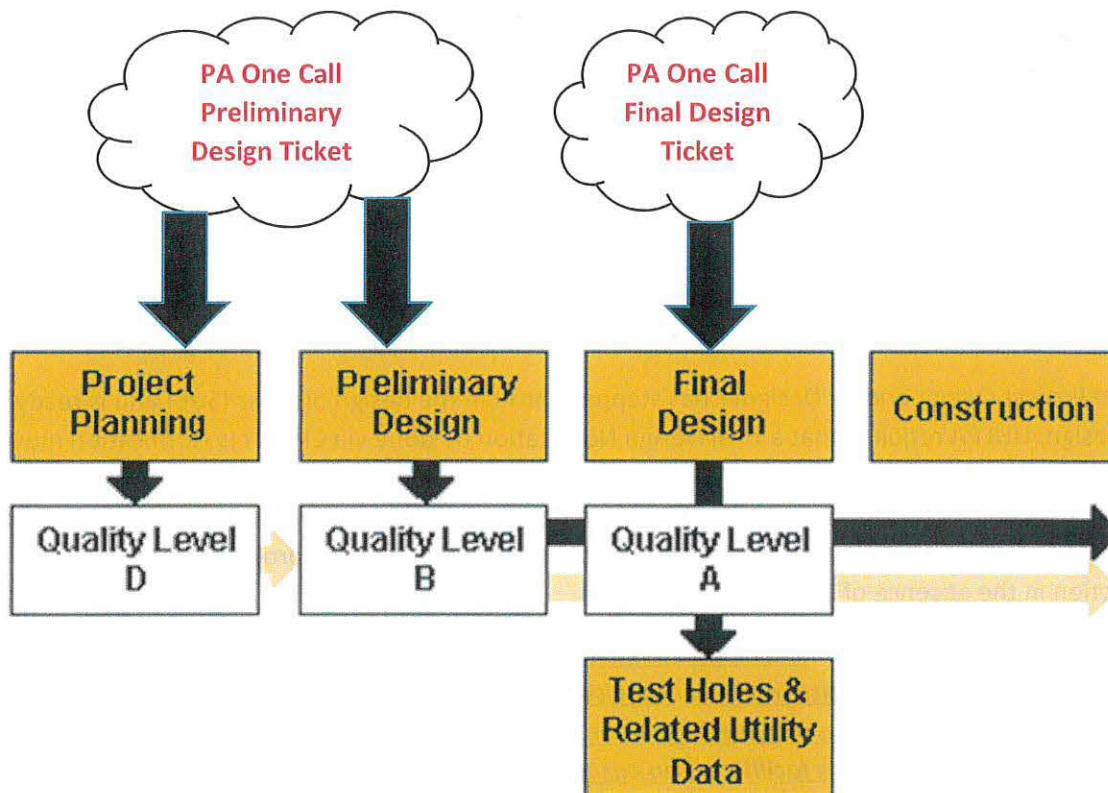 PA One Call
Preliminary
Design Ticket
PA One Call
Final Design
Ticket
Project
Planning
Preliminary
Design
Final
Design
Construction
Quality Level
D
Quality Level
B
Quality Level
A
Test Holes &
Related Utility
Data